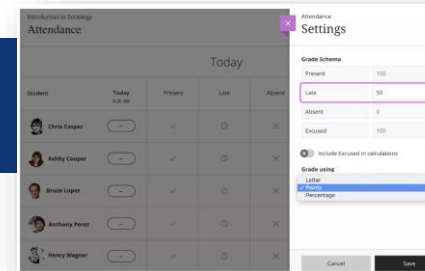 Introduction to Sociology
Attendance
Today
Student
Today
Present
Late
Absent
Chris Casper
Ashby Cooper
Bruce Lopez
Anthony Perez
Henry Wagner
Attendance
Settings
Grade Schema
Present 100
Late 50
Absent 0
Excused 100
Include Excused in calculations
Grade using
Letter
Points
Percentage
Cancel Save